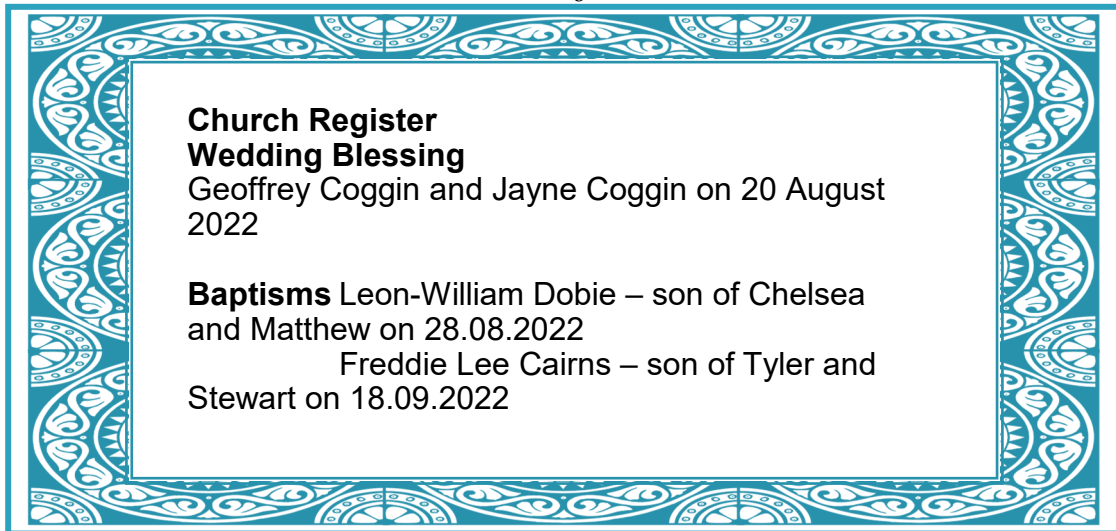 Church Register
Wedding Blessing
Geoffrey Coggin and Jayne Coggin on 20 August
2022
Baptisms Leon-William Dobie – son of Chelsea
and Matthew on 28.08.2022
Freddie Lee Cairns – son of Tyler and
Stewart on 18.09.2022